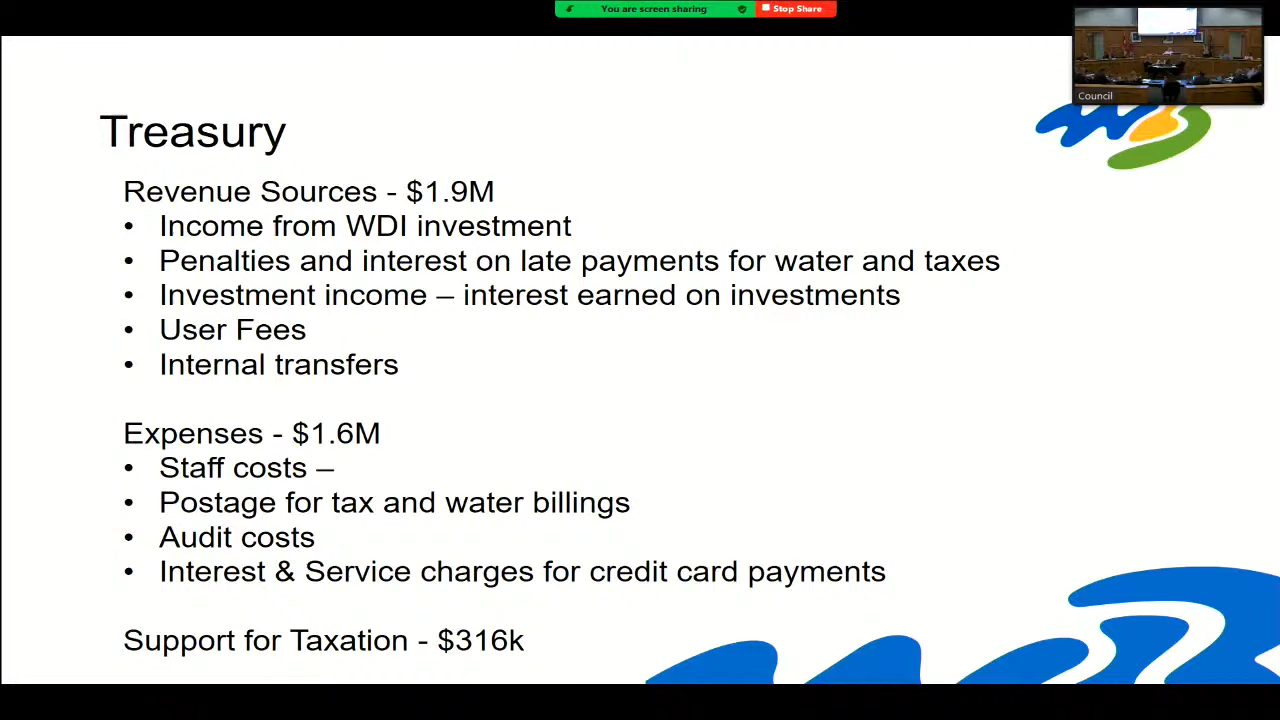 You are screen sharing
Stop Share
Council
Treasury
Revenue Sources - $1.9M
• Income from WDI investment
• Penalties and interest on late payments for water and taxes
• Investment income – interest earned on investments
• User Fees
• Internal transfers
Expenses - $1.6M
• Staff costs –
• Postage for tax and water billings
• Audit costs
• Interest & Service charges for credit card payments
Support for Taxation - $316k